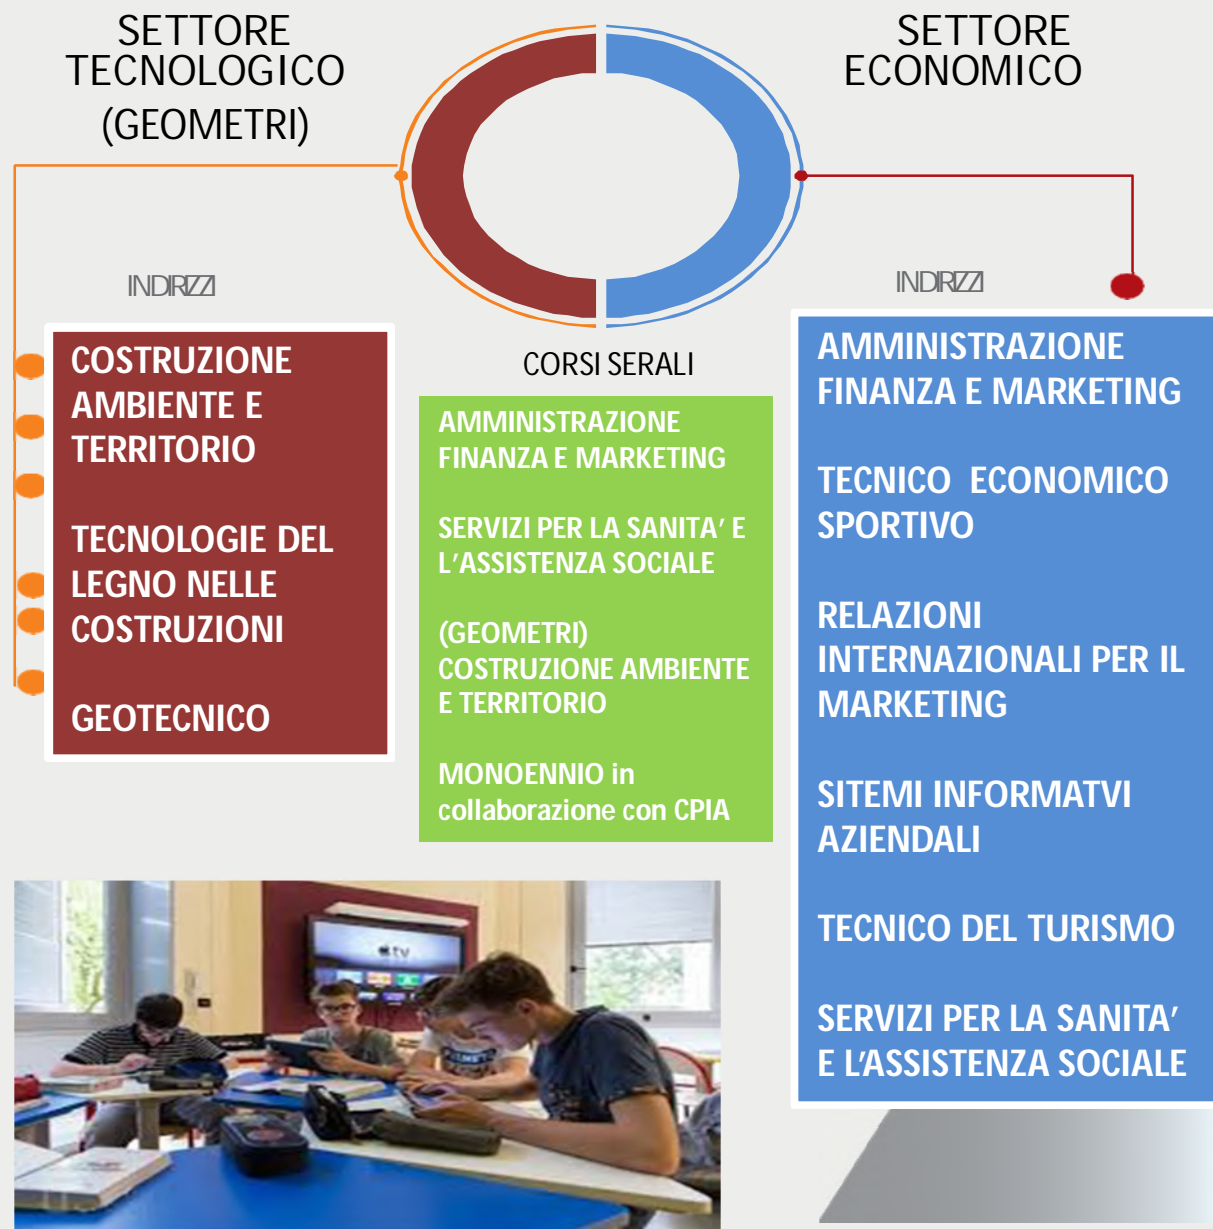 SETTORE
TECNOLOGICO
(GEOMETRI)
SETTORE
ECONOMICO
INDIRIZZI
COSTRUZIONE
AMBIENTE E
TERRITORIO
TECNOLOGIE DEL
LEGNO NELLE
COSTRUZIONI
GEOTECNICO
CORSI SERALI
AMMINISTRAZIONE
FINANZA E MARKETING
SERVIZI PER LA SANITA’ E
L’ASSISTENZA SOCIALE
(GEOMETRI)
COSTRUZIONE AMBIENTE
E TERRITORIO
MONOENNIO in
collaborazione con CPIA
INDIRIZZI
AMMINISTRAZIONE
FINANZA E MARKETING
TECNICO ECONOMICO
SPORTIVO
RELAZIONI
INTERNAZIONALI PER IL
MARKETING
SITEMI INFORMATVI
AZIENDALI
TECNICO DEL TURISMO
SERVIZI PER LA SANITA’
E L’ASSISTENZA SOCIALE
tv